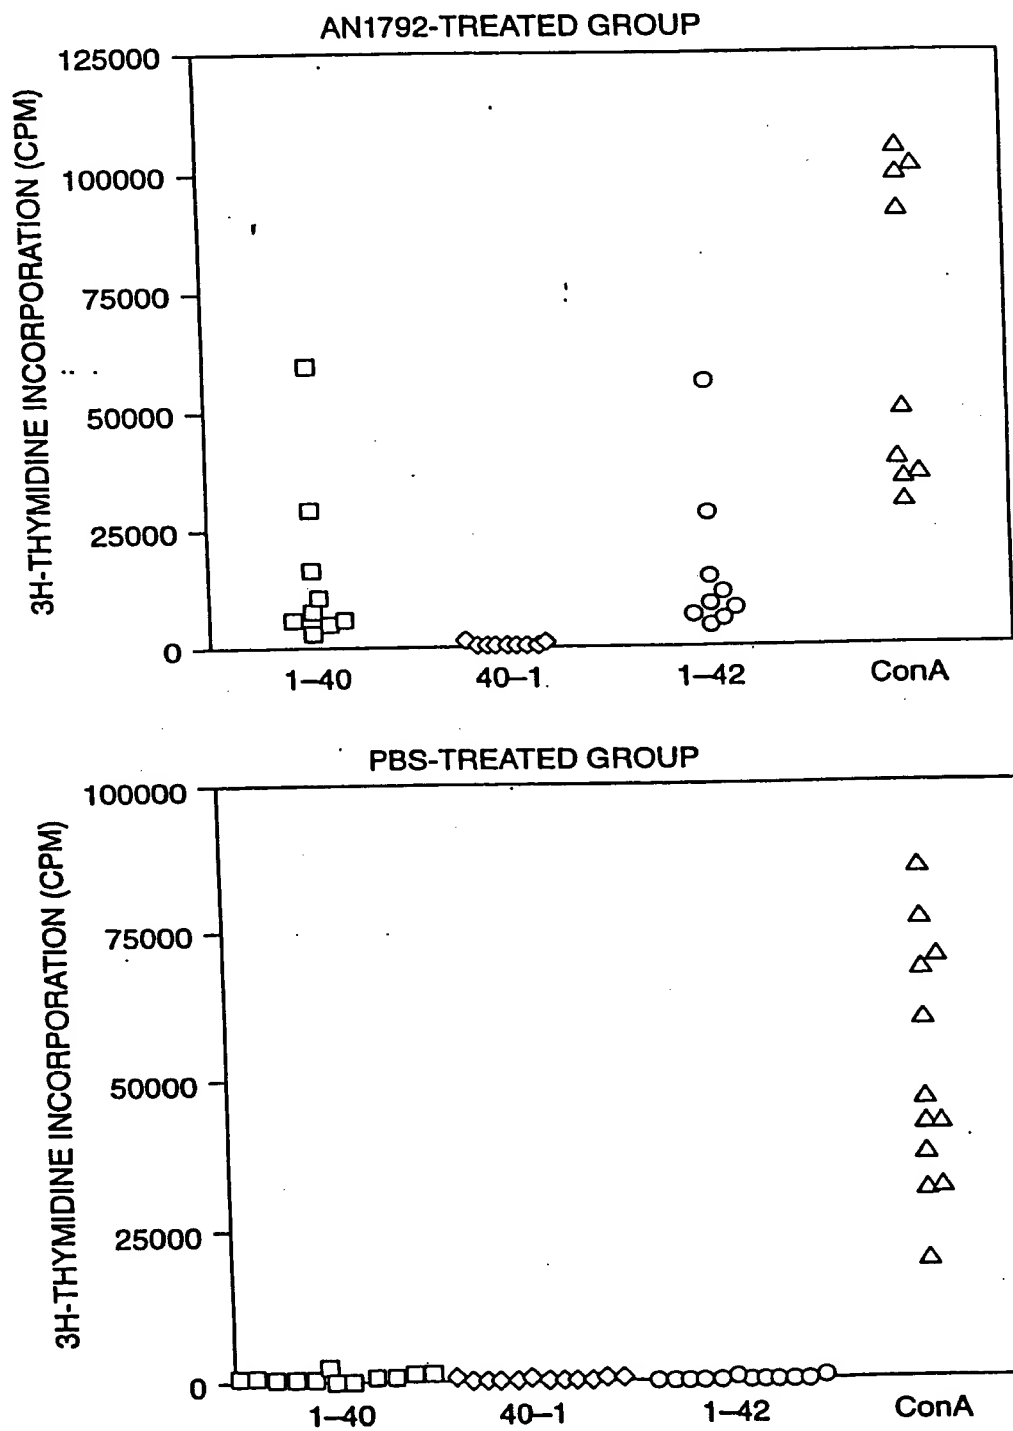 AN1792-TREATED GROUP
3H-THYMIDINE INCORPORATION (CPM)
125000
100000
75000
50000
25000
0
1–40
40–1
1–42
ConA
PBS-TREATED GROUP
3H-THYMIDINE INCORPORATION (CPM)
100000
75000
50000
25000
0
1–40
40–1
1–42
ConA